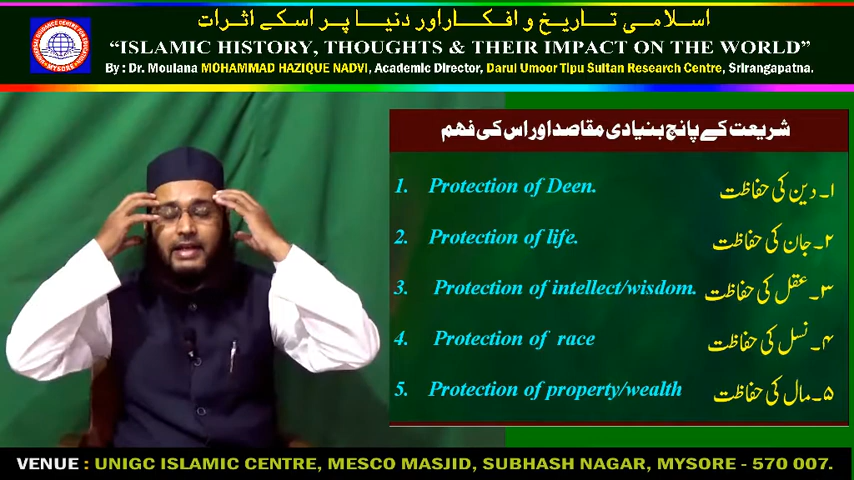 اسلامی تاریخ و افکار اور دنیا پر اسکے اثرات
“ISLAMIC HISTORY, THOUGHTS & THEIR IMPACT ON THE WORLD”
By : Dr. Moulana MOHAMMAD HAZIQUE NADVI, Academic Director, Darul Umoor Tipu Sultan Research Centre, Srirangapatna.
شریعت کے پانچ بنیادی مقاصد اور اس کی فہم
1. Protection of Deen. ۱۔ دین کی حفاظت
2. Protection of life. ۲۔ جان کی حفاظت
3. Protection of intellect/wisdom. ۳۔ عقل کی حفاظت
4. Protection of race ۴۔ نسل کی حفاظت
5. Protection of property/wealth ۵۔ مال کی حفاظت
VENUE : UNIGC ISLAMIC CENTRE, MESCO MASJID, SUBHASH NAGAR, MYSORE - 570 007.